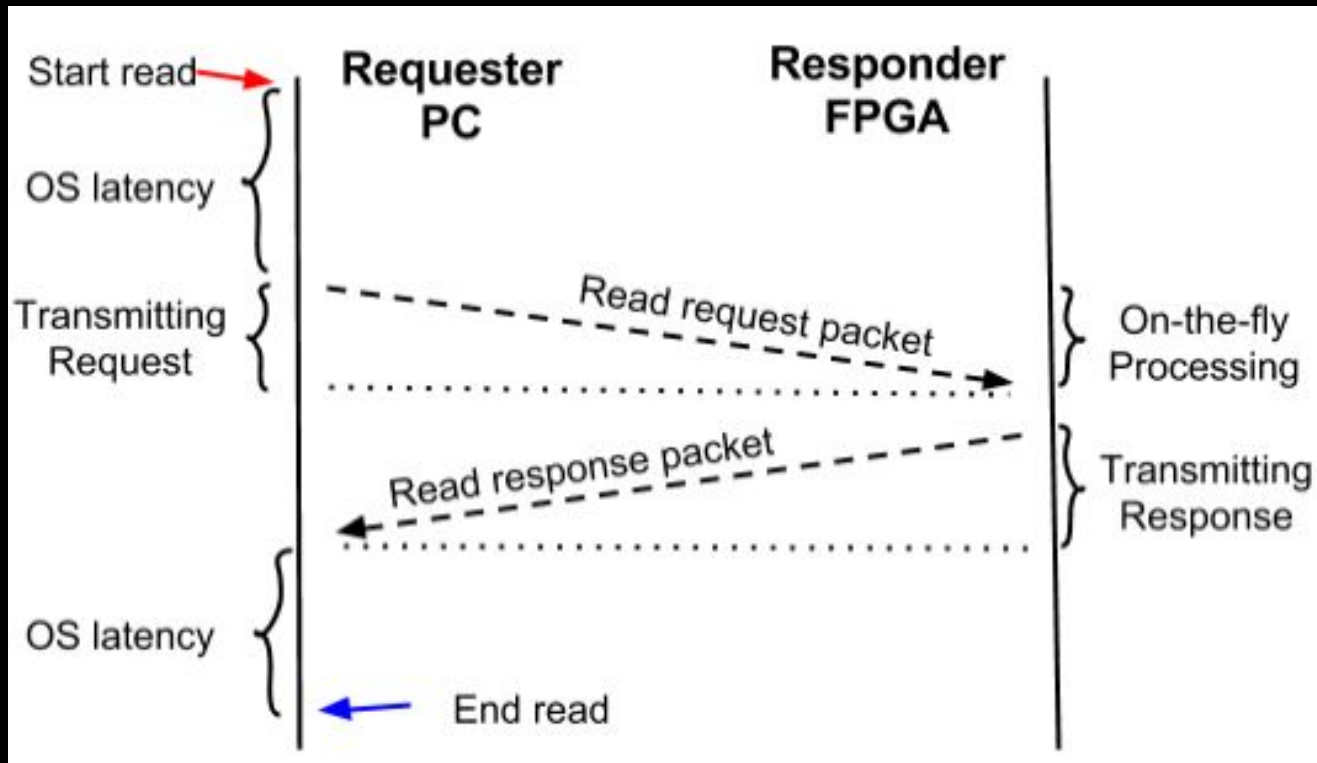 Start read
Requester
PC
Responder
FPGA
OS latency
Transmitting
Request
Read request packet
On-the-fly
Processing
Read response packet
Transmitting
Response
OS latency
End read